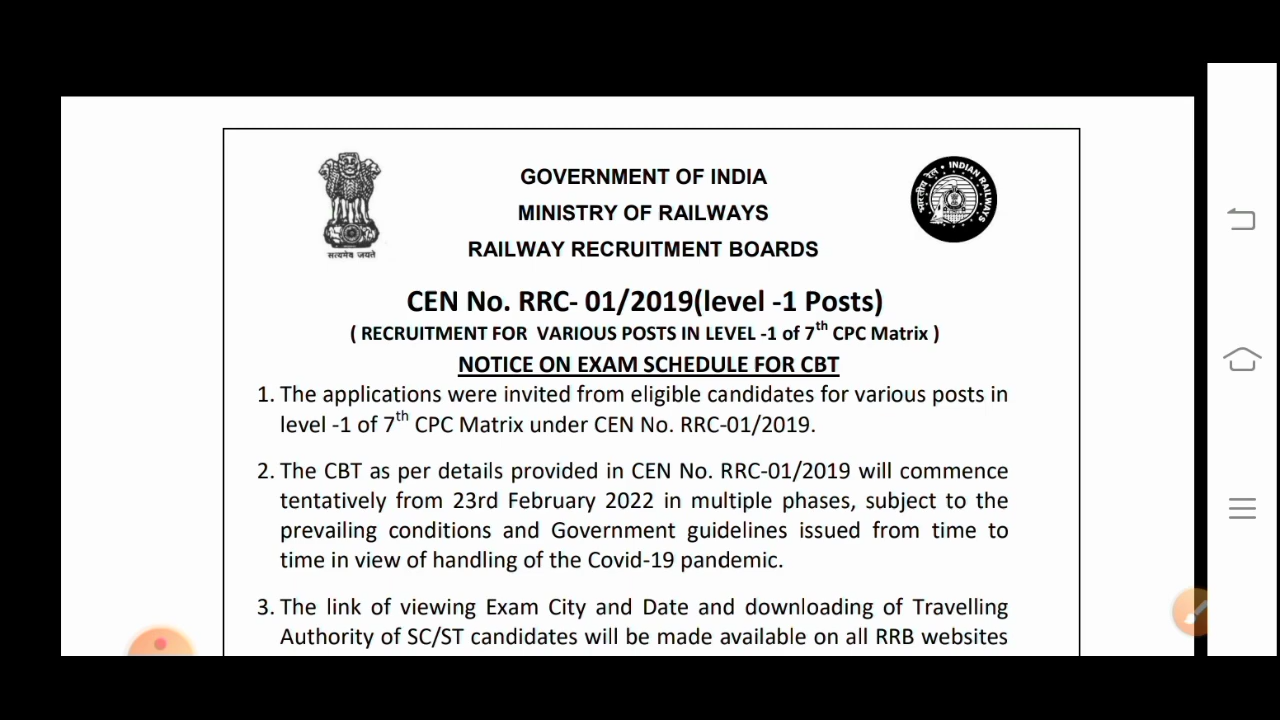 GOVERNMENT OF INDIA
MINISTRY OF RAILWAYS
RAILWAY RECRUITMENT BOARDS
सत्यमेव जयते
भारतीय रेल • INDIAN RAILWAYS
CEN No. RRC- 01/2019(level -1 Posts)
( RECRUITMENT FOR VARIOUS POSTS IN LEVEL -1 of 7th CPC Matrix )
NOTICE ON EXAM SCHEDULE FOR CBT
1. The applications were invited from eligible candidates for various posts in
level -1 of 7th CPC Matrix under CEN No. RRC-01/2019.
2. The CBT as per details provided in CEN No. RRC-01/2019 will commence
tentatively from 23rd February 2022 in multiple phases, subject to the
prevailing conditions and Government guidelines issued from time to
time in view of handling of the Covid-19 pandemic.
3. The link of viewing Exam City and Date and downloading of Travelling
Authority of SC/ST candidates will be made available on all RRB websites